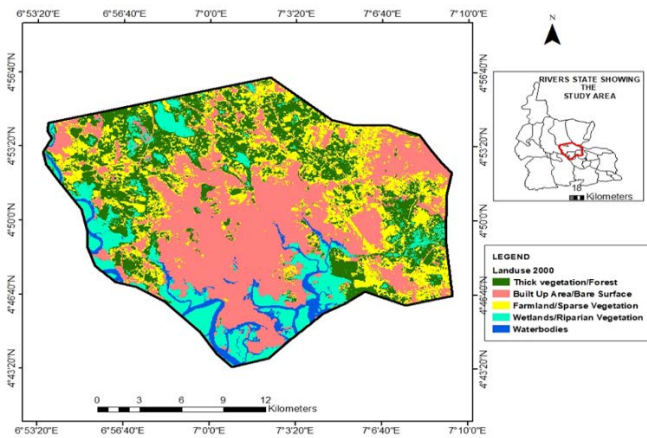 6°53'20"E 6°56'40"E 7°0'0"E 7°3'20"E 7°6'40"E 7°10'0"E
N
4°56'40"N 4°56'40"N
RIVERS STATE SHOWING
THE
STUDY AREA
4°53'20"N 4°53'20"N
18
Kilometers
4°50'0"N 4°50'0"N
LEGEND
Landuse 2000
Thick vegetation/Forest
Built Up Area/Bare Surface
Farmland/Sparse Vegetation
Wetlands/Riparian Vegetation
Waterbodies
4°46'40"N 4°46'40"N
4°43'20"N 4°43'20"N
0 3 6 9 12
Kilometers
6°53'20"E 6°56'40"E 7°0'0"E 7°3'20"E 7°6'40"E 7°10'0"E